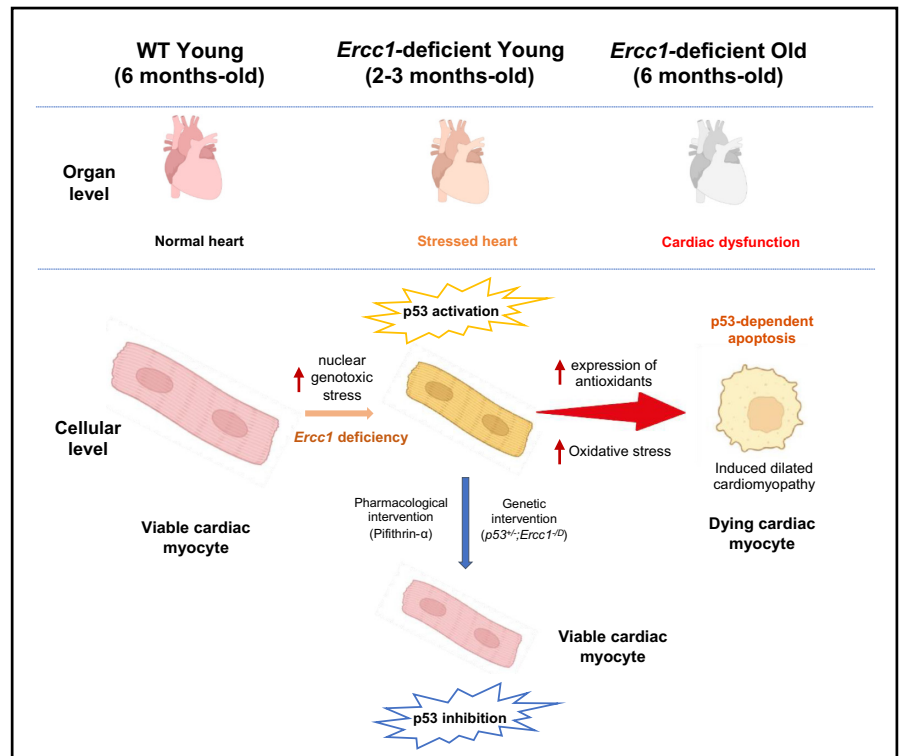 WT Young
(6 months-old)
Ercc1-deficient Young
(2-3 months-old)
Ercc1-deficient Old
(6 months-old)
Organ
level
Normal heart
Stressed heart
Cardiac dysfunction
Cellular
level
p53 activation
nuclear
genotoxic
stress
Ercc1 deficiency
expression of
antioxidants
Oxidative stress
p53-dependent
apoptosis
Induced dilated
cardiomyopathy
Dying cardiac
myocyte
Viable cardiac
myocyte
Pharmacological
intervention
(Pifithrin-α)
Genetic
intervention
(p53+/-;Ercc1-/D)
Viable cardiac
myocyte
p53 inhibition